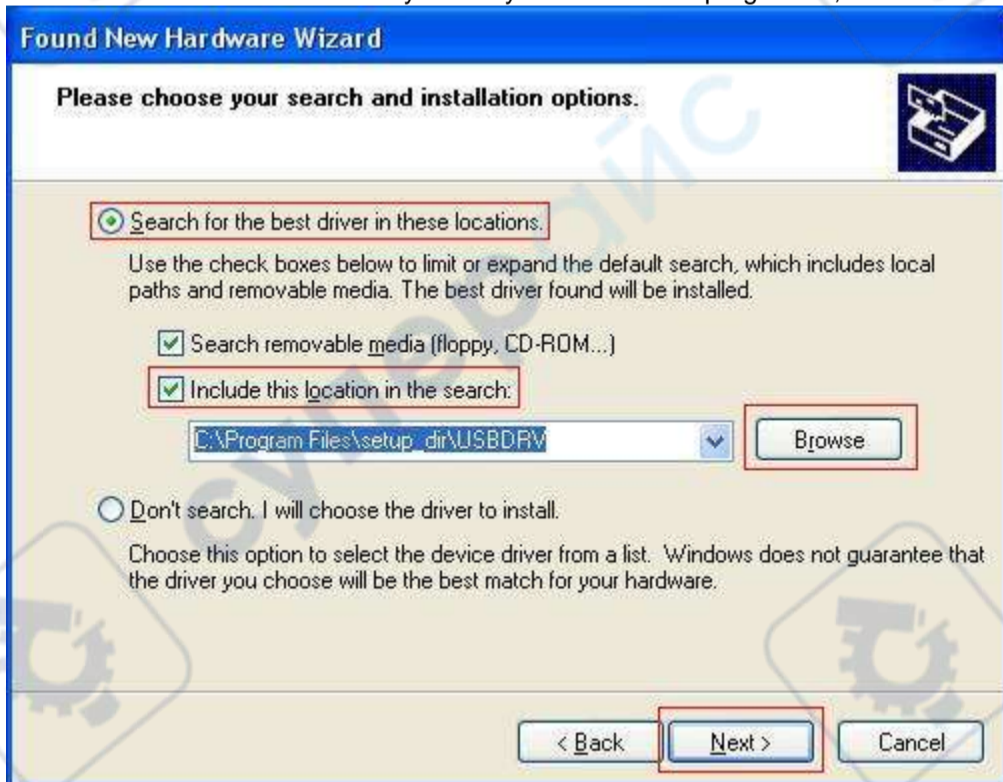 Found New Hardware Wizard
Please choose your search and installation options.
Search for the best driver in these locations.
Use the check boxes below to limit or expand the default search, which includes local
paths and removable media. The best driver found will be installed.
Search removable media (floppy, CD-ROM...)
Include this location in the search:
C:\Program Files\setup_dir\USBDRV
Browse
Don't search. I will choose the driver to install.
Choose this option to select the device driver from a list. Windows does not guarantee that
the driver you choose will be the best match for your hardware.
< Back
Next >
Cancel
суперайс